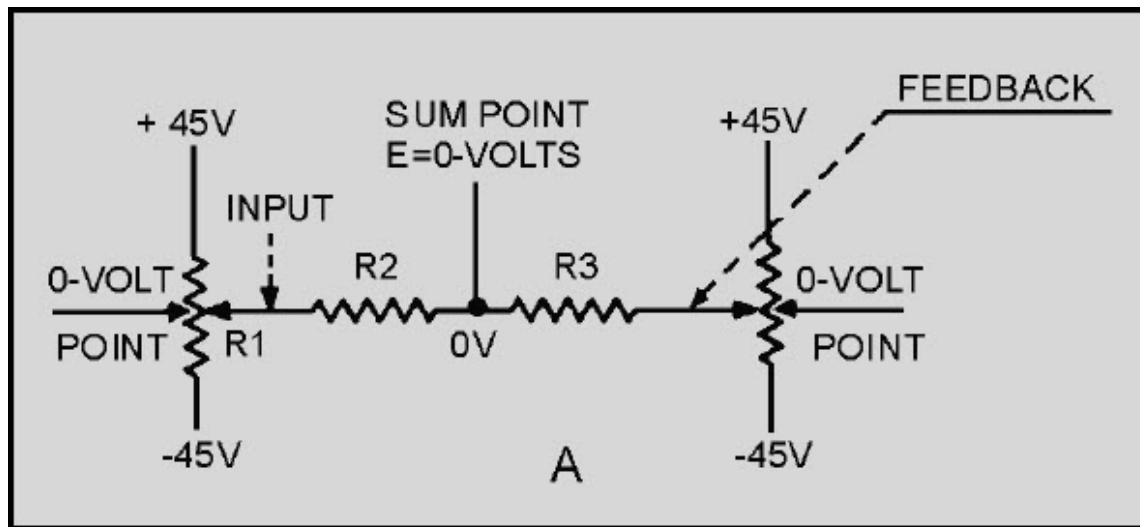 FEEDBACK
SUM POINT
E=0-VOLTS
+ 45V
+45V
INPUT
R2
R3
0-VOLT
POINT
R1
0V
0-VOLT
POINT
-45V
-45V
A